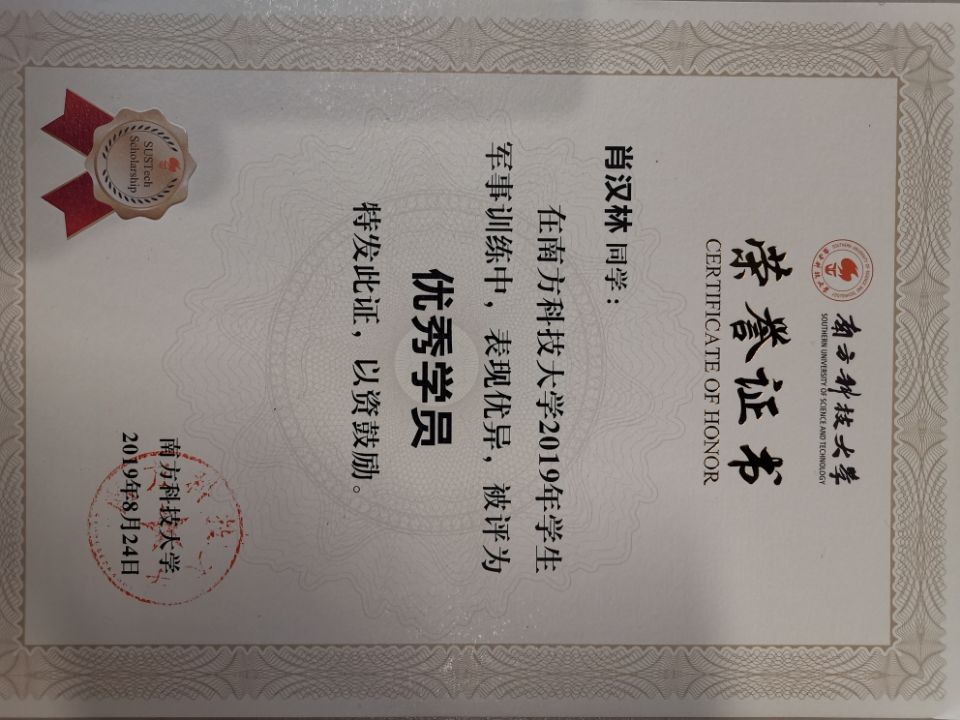 南方科技大学
SOUTHERN UNIVERSITY OF SCIENCE AND TECHNOLOGY
荣誉证书
CERTIFICATE OF HONOR
肖汉林 同学：
在南方科技大学2019年学生
军事训练中，表现优异，被评为
优秀学员
特发此证，以资鼓励。
南方科技大学
2019年8月24日
SUSTech
Scholarship